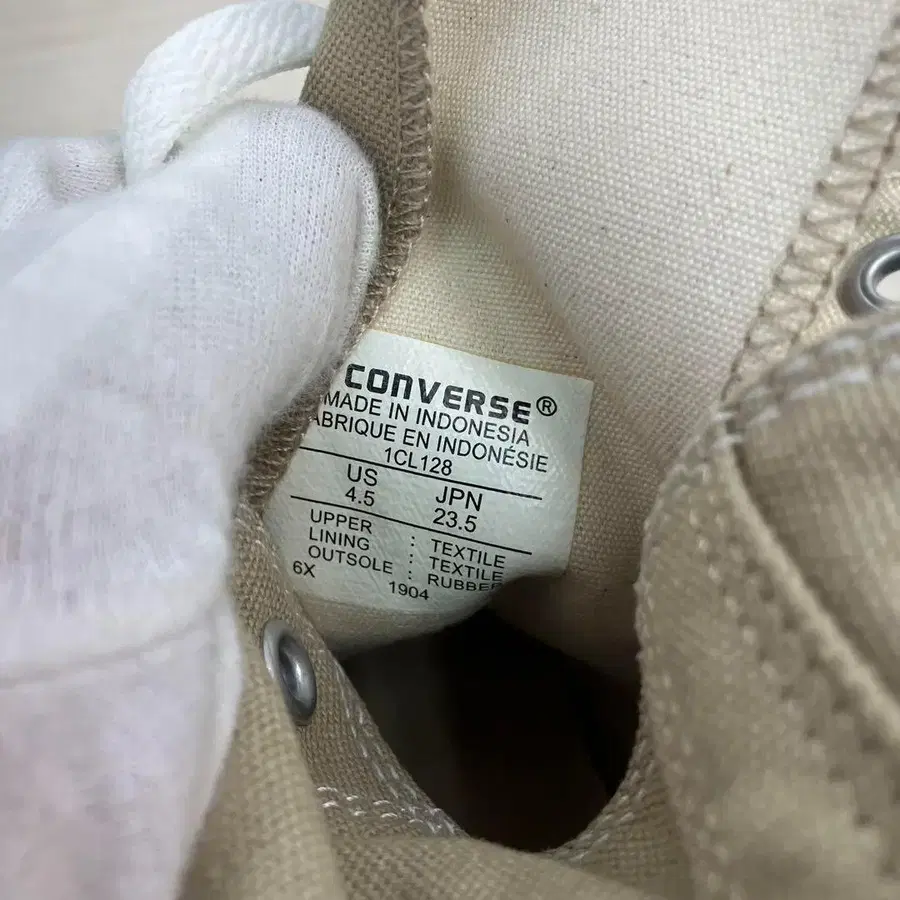 CONVERSE®
MADE IN INDONESIA
ABRIQUE EN INDONÉSIE
1CL128
US JPN
4.5 23.5
UPPER : TEXTILE
LINING : TEXTILE
OUTSOLE : RUBBER
6X 1904